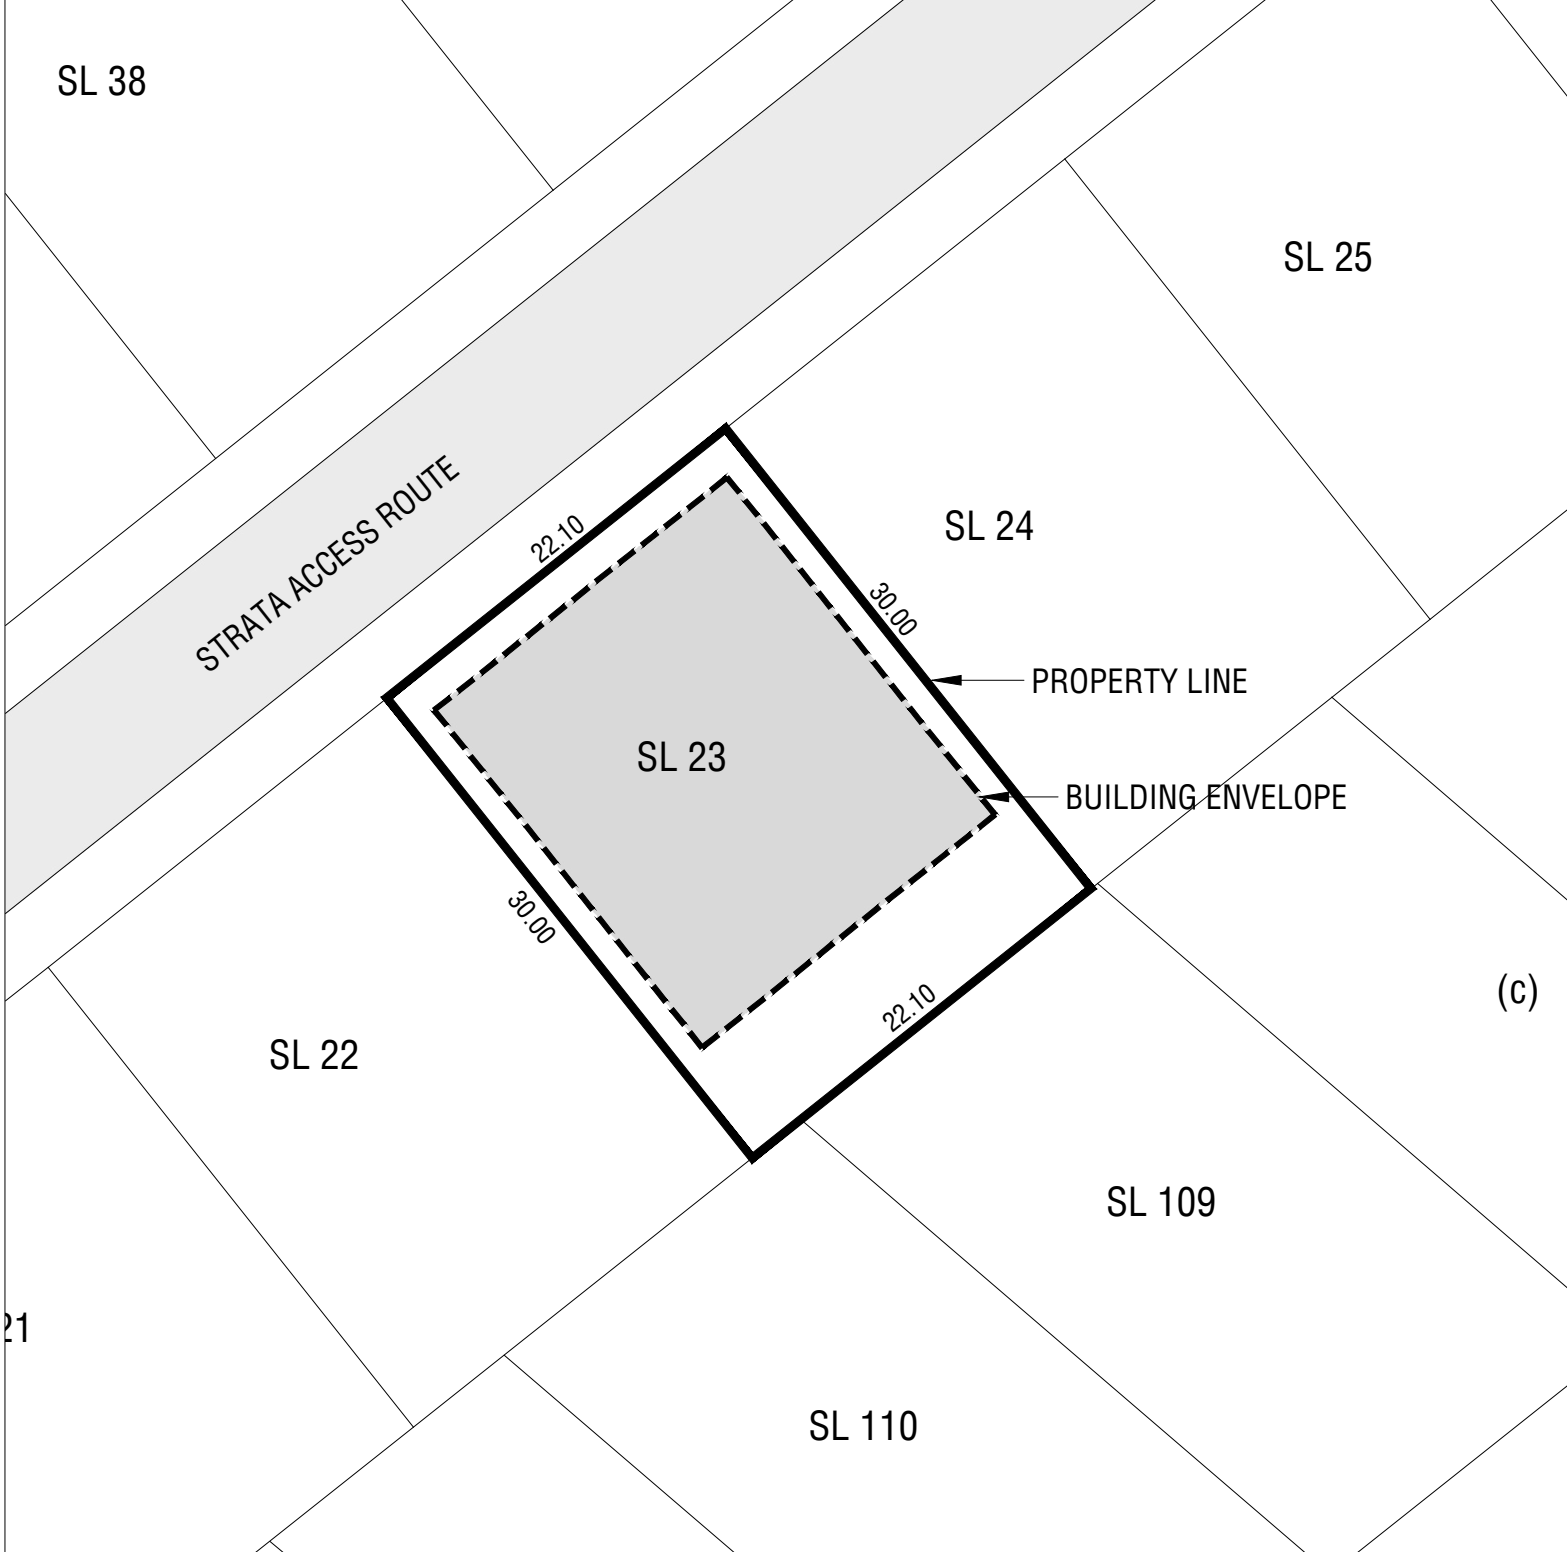 SL 38
SL 25
STRATA ACCESS ROUTE
22.10
SL 24
30.00
PROPERTY LINE
SL 23
BUILDING ENVELOPE
30.00
22.10
(c)
SL 22
SL 109
21
SL 110